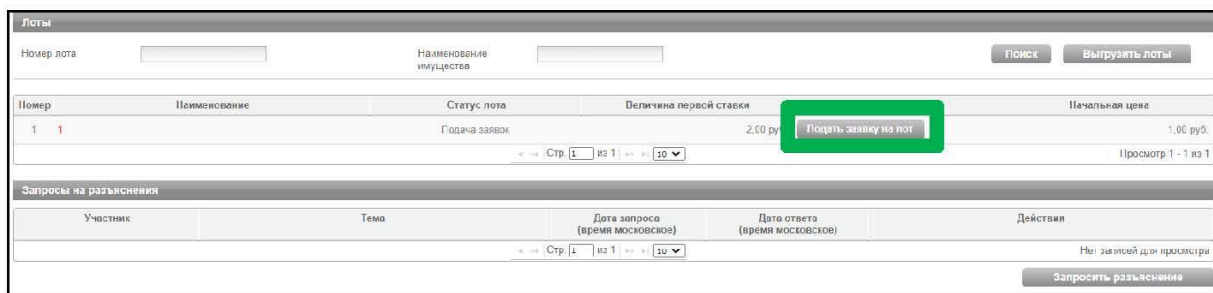 Лоты
Номер лота
Наименование имущества
Поиск
Выгрузить лоты
Номер Наименование Статус лота Величина первой ставки Начальная цена
1 1 Подача заявок 2,00 руб Подать заявку на лот 1,00 руб.
Стр. 1 из 1 10 Просмотр 1 - 1 из 1
Запросы на разъяснения
Участник Тема Дата запроса (время московское) Дата ответа (время московское) Действия
Стр. 1 из 1 10 Нет записей для просмотра
Запросить разъяснение